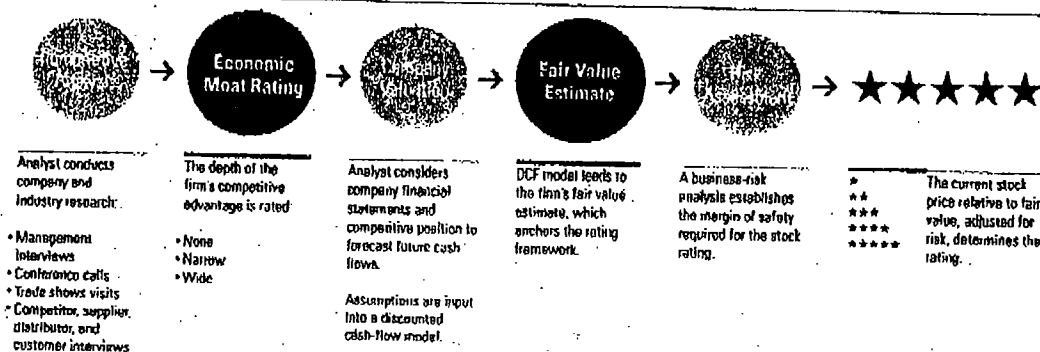 Economic
Moat Rating
Company
Valuation
Fair Value
Estimate
Analyst conducts
company and
industry research:
• Management
interviews
• Conference calls
• Trade shows visits
• Competitor, supplier,
distributor, and
customer interviews
The depth of the
firm's competitive
advantage is rated:
• None
• Narrow
• Wide
Analyst considers
company financial
statements and
competitive position to
forecast future cash
flows.
Assumptions are input
into a discounted
cash-flow model.
DCF model leads to
the firm's fair value
estimate, which
anchors the rating
framework.
A business-risk
analysis establishes
the margin of safety
required for the stock
rating.
The current stock
price relative to fair
value, adjusted for
risk, determines the
rating.